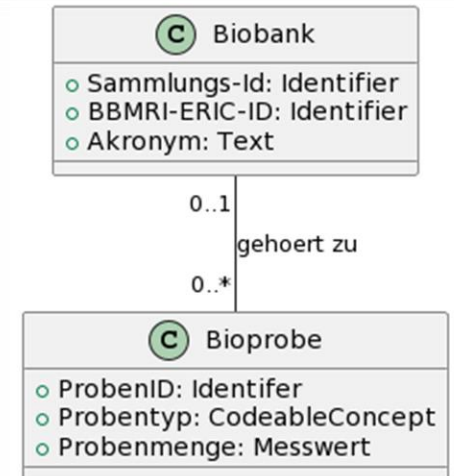 C Biobank
Sammlungs-Id: Identifier
BBMRI-ERIC-ID: Identifier
Akronym: Text
0..1
gehoert zu
0..*
C Bioprobe
ProbenID: Identifer
Probentyp: CodeableConcept
Probenmenge: Messwert